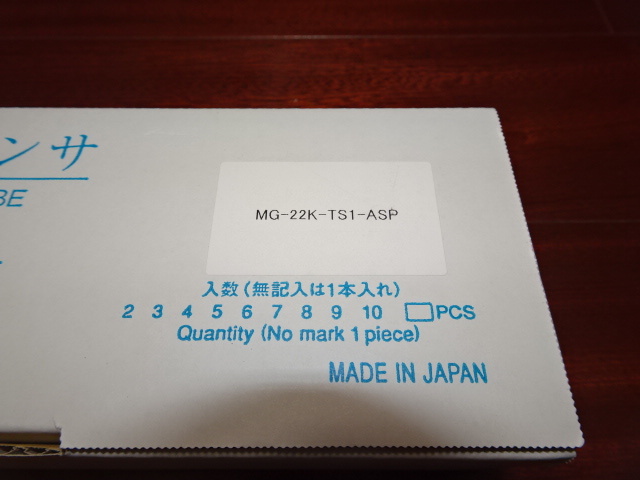 ンサ
BE
MG-22K-TS1-ASP
入数(無記入は1本入れ)
2 3 4 5 6 7 8 9 10 □PCS
Quantity (No mark 1 piece)
MADE IN JAPAN